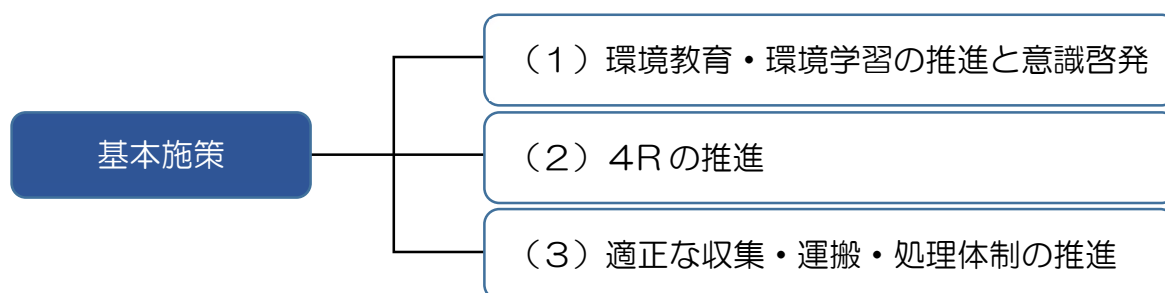 基本施策
（１）環境教育・環境学習の推進と意識啓発
（２）４Ｒの推進
（３）適正な収集・運搬・処理体制の推進